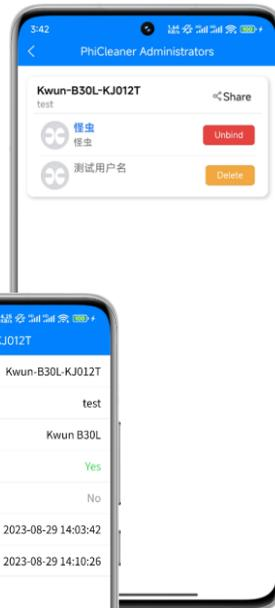 3:42
PhiCleaner Administrators
Kwun-B30L-KJ012T
test
Share
怪虫
怪虫
Unbind
测试用户名
Delete
KJ012T
Kwun-B30L-KJ012T
test
Kwun B30L
Yes
No
2023-08-29 14:03:42
2023-08-29 14:10:26